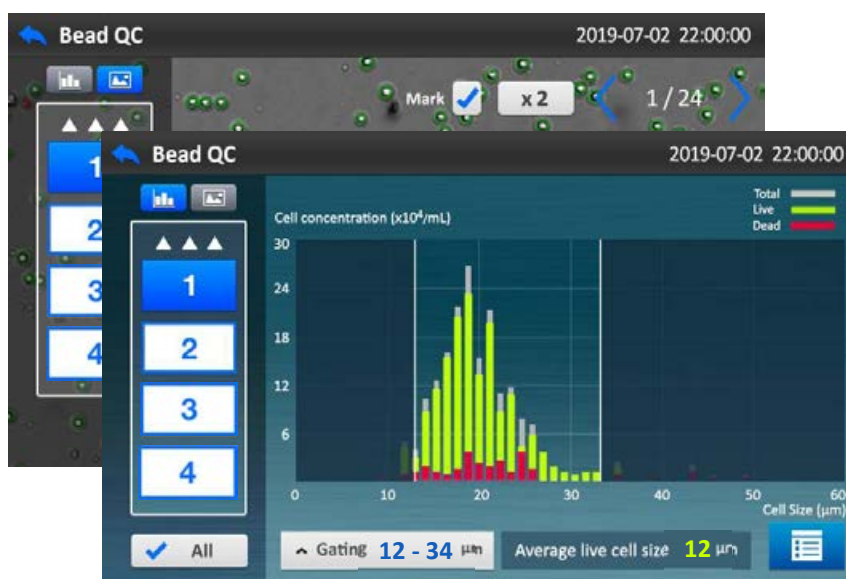 Bead QC 2019-07-02 22:00:00
Mark x 2 1 / 24
1
2
3
4
Bead QC 2019-07-02 22:00:00
Total
Live
Dead
Cell concentration (x10⁴/mL)
30
24
18
12
6
0 10 20 30 40 50 60
Cell Size (μm)
1
2
3
4
All
Gating 12 - 34 μm Average live cell size 12 μm